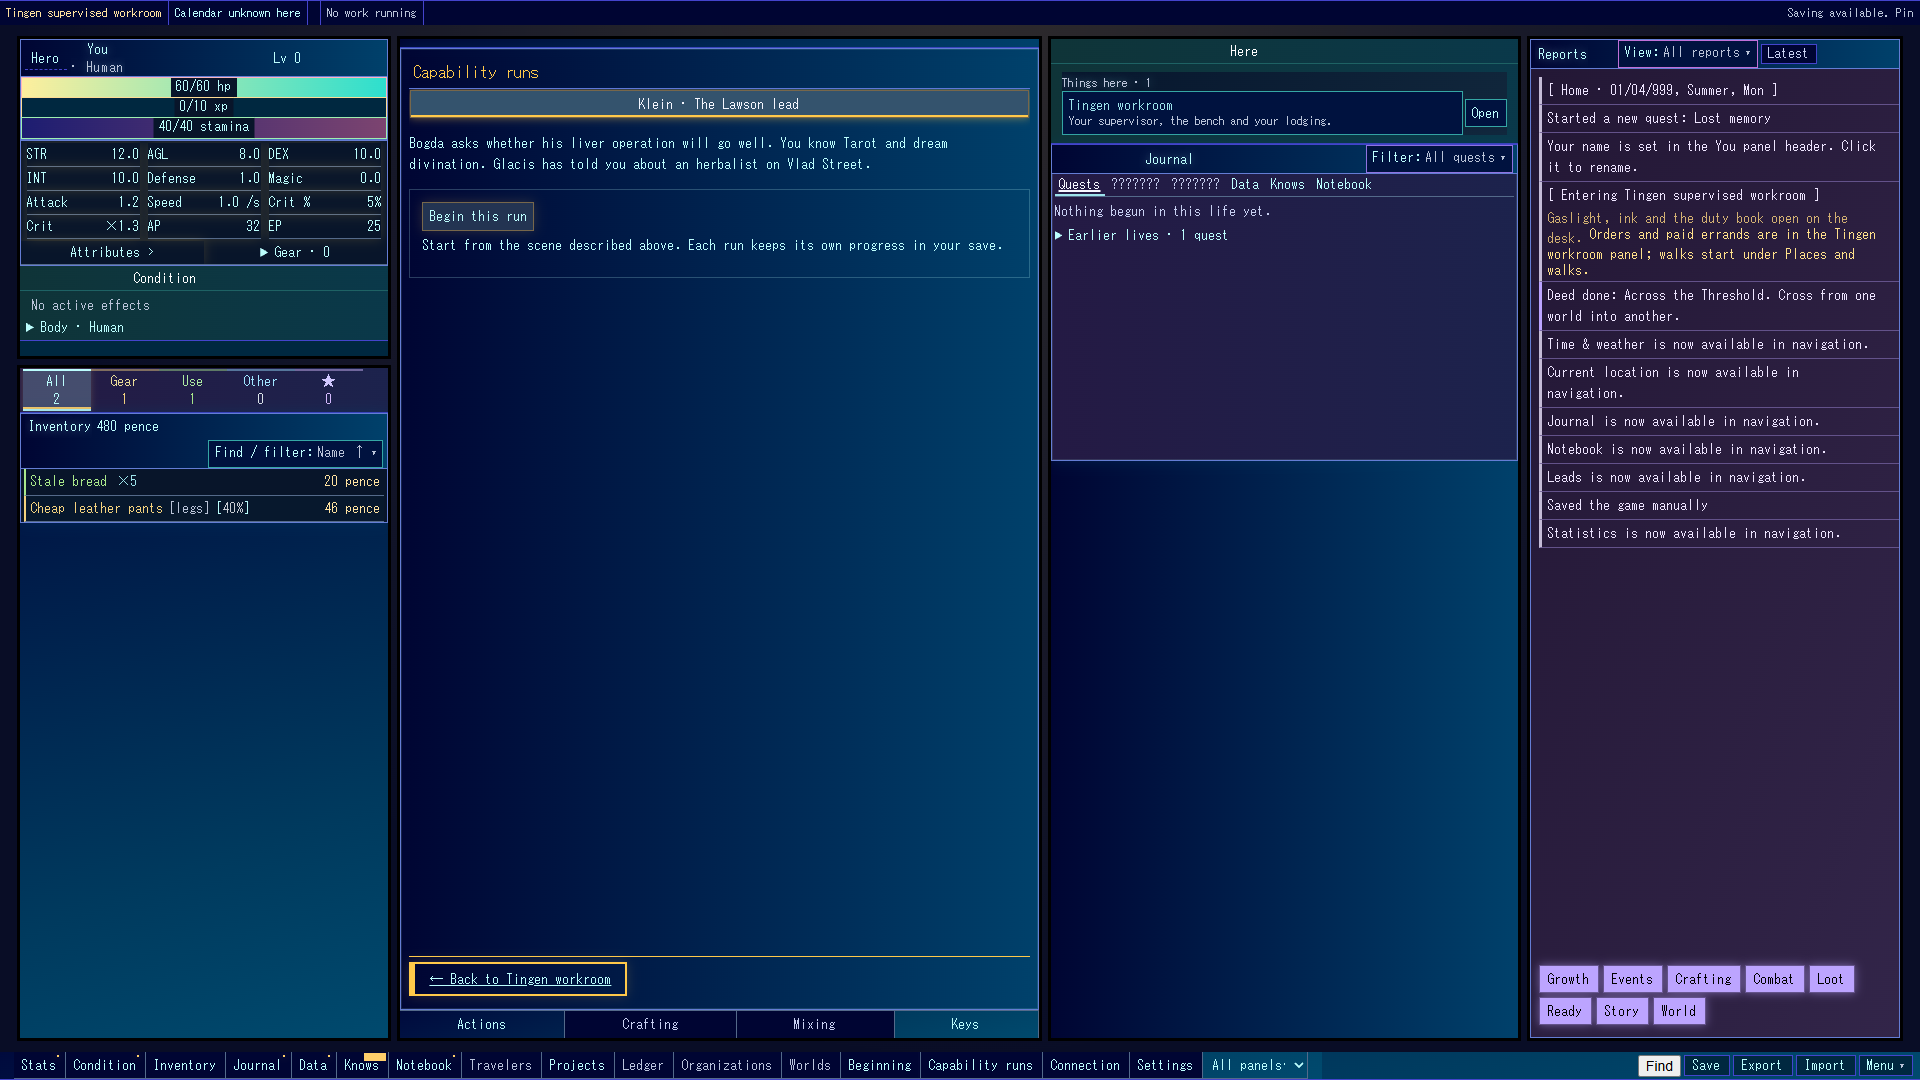 Tingen supervised workroom
Calendar unknown here
No work running
Saving available. Pin
Hero · You
Human
Lv 0
60/60 hp
0/10 xp
40/40 stamina
STR 12.0 AGL 8.0 DEX 10.0
INT 10.0 Defense 1.0 Magic 0.0
Attack 1.2 Speed 1.0 /s Crit % 5%
Crit ×1.3 AP 32 EP 25
Attributes >
▶ Gear · 0
Condition
No active effects
▶ Body · Human
All Gear Use Other ★
2 1 1 0 0
Inventory 480 pence
Find / filter: Name ↑ ▾
Stale bread ×5 20 pence
Cheap leather pants [legs] [40%] 46 pence
Capability runs
Klein · The Lawson lead
Bogda asks whether his liver operation will go well. You know Tarot and dream
divination. Glacis has told you about an herbalist on Vlad Street.
Begin this run
Start from the scene described above. Each run keeps its own progress in your save.
← Back to Tingen workroom
Actions Crafting Mixing Keys
Here
Things here · 1
Tingen workroom
Your supervisor, the bench and your lodging.
Open
Journal
Filter: All quests ▾
Quests ??????? ??????? Data Knows Notebook
Nothing begun in this life yet.
▶ Earlier lives · 1 quest
Reports
View: All reports ▾
Latest
[ Home · 01/04/999, Summer, Mon ]
Started a new quest: Lost memory
Your name is set in the You panel header. Click
it to rename.
[ Entering Tingen supervised workroom ]
Gaslight, ink and the duty book open on the
desk. Orders and paid errands are in the Tingen
workroom panel; walks start under Places and
walks.
Deed done: Across the Threshold. Cross from one
world into another.
Time & weather is now available in navigation.
Current location is now available in
navigation.
Journal is now available in navigation.
Notebook is now available in navigation.
Leads is now available in navigation.
Saved the game manually
Statistics is now available in navigation.
Growth Events Crafting Combat Loot
Ready Story World
Stats Condition Inventory Journal Data Knows Notebook Travelers Projects Ledger Organizations Worlds Beginning Capability runs Connection Settings All panels
Find Save Export Import Menu ▾